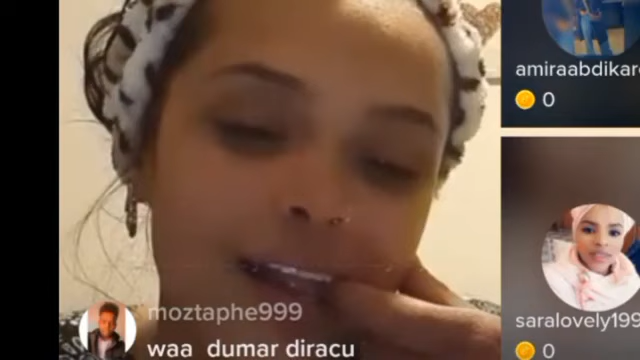 amiraabdikar
0
moztaphe999
waa dumar diracu
saralovely199
0